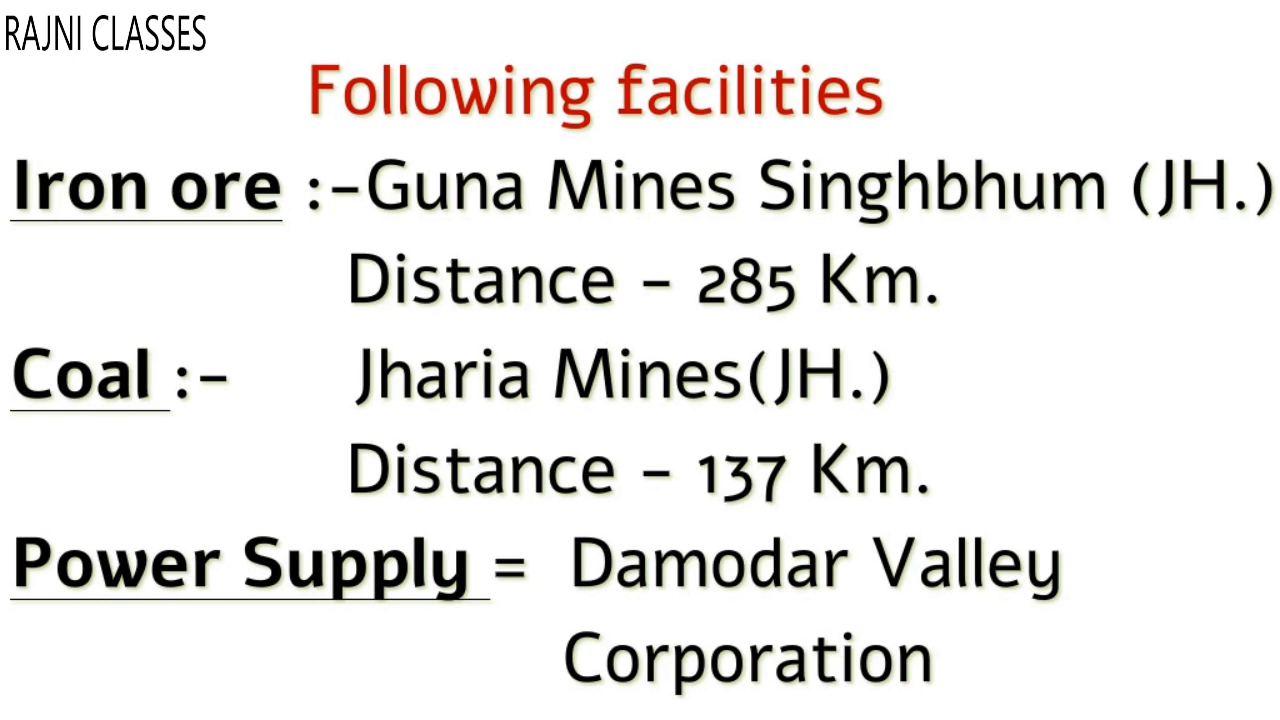 RAJNI CLASSES
Following facilities
Iron ore :-Guna Mines Singhbhum (JH.)
Distance - 285 Km.
Coal :- Jharia Mines(JH.)
Distance - 137 Km.
Power Supply = Damodar Valley
Corporation